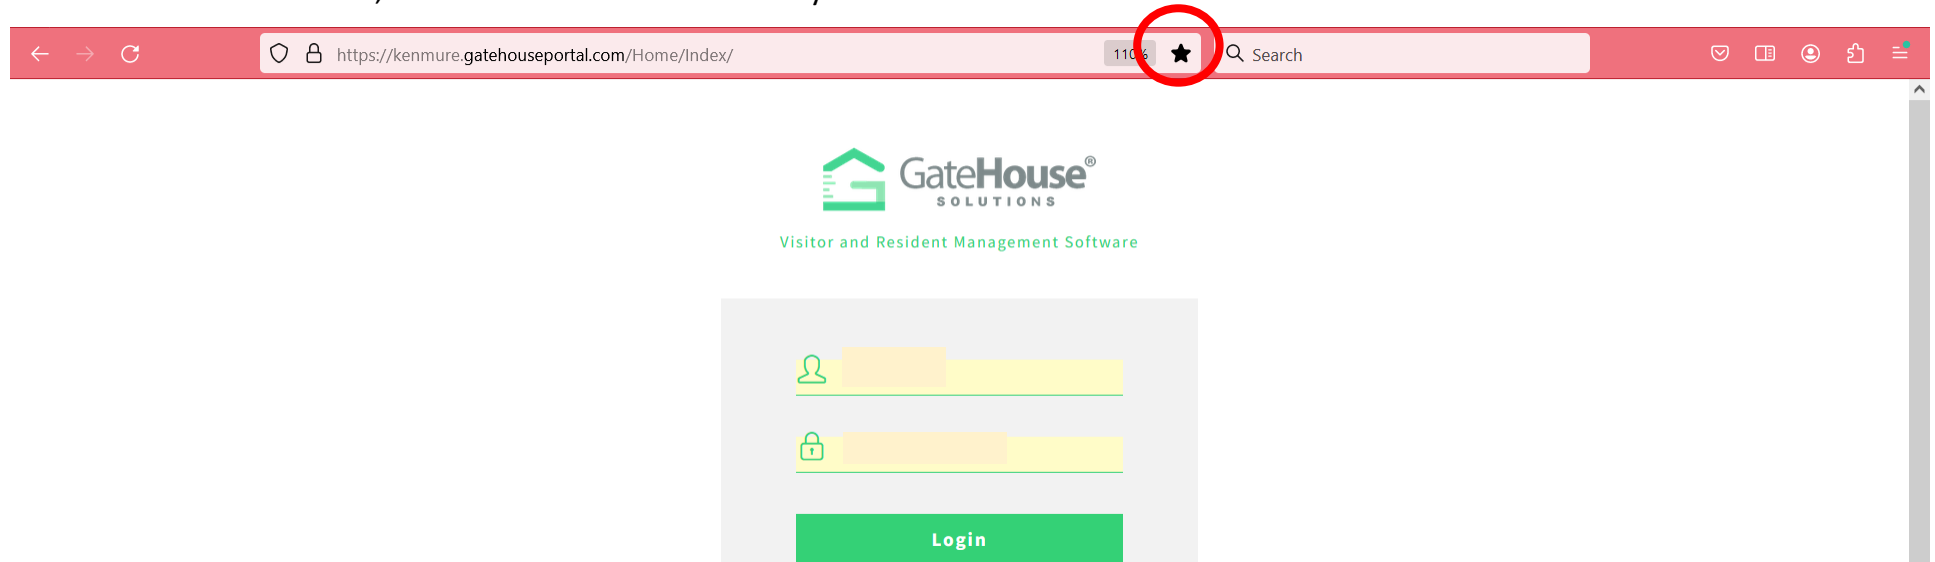 https://kenmure.gatehouseportal.com/Home/Index/
Search
GateHouse®
SOLUTIONS
Visitor and Resident Management Software
Login